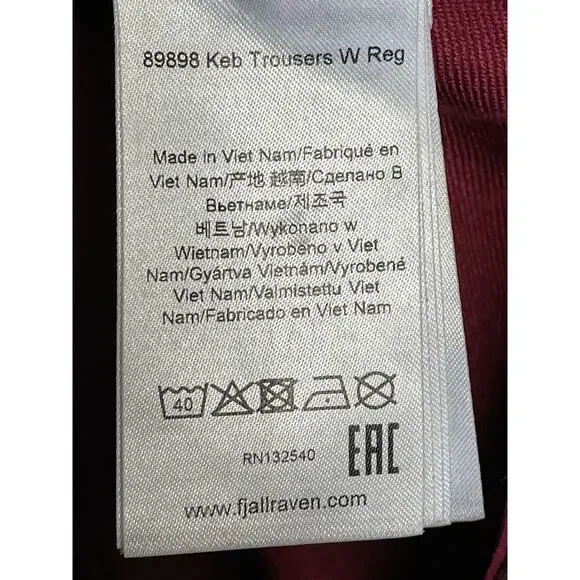 89898 Keb Trousers W Reg
Made in Viet Nam/Fabriqué en
Viet Nam/产地 越南/Сделано В
Вьетнаме/제조국
베트남/Wykonano w
Wietnam/Vyrobeno v Viet
Nam/Gyártva Vietnám/Vyrobené
Viet Nam/Valmistettu Viet
Nam/Fabricado en Viet Nam
40
RN132540
EAC
www.fjallraven.com